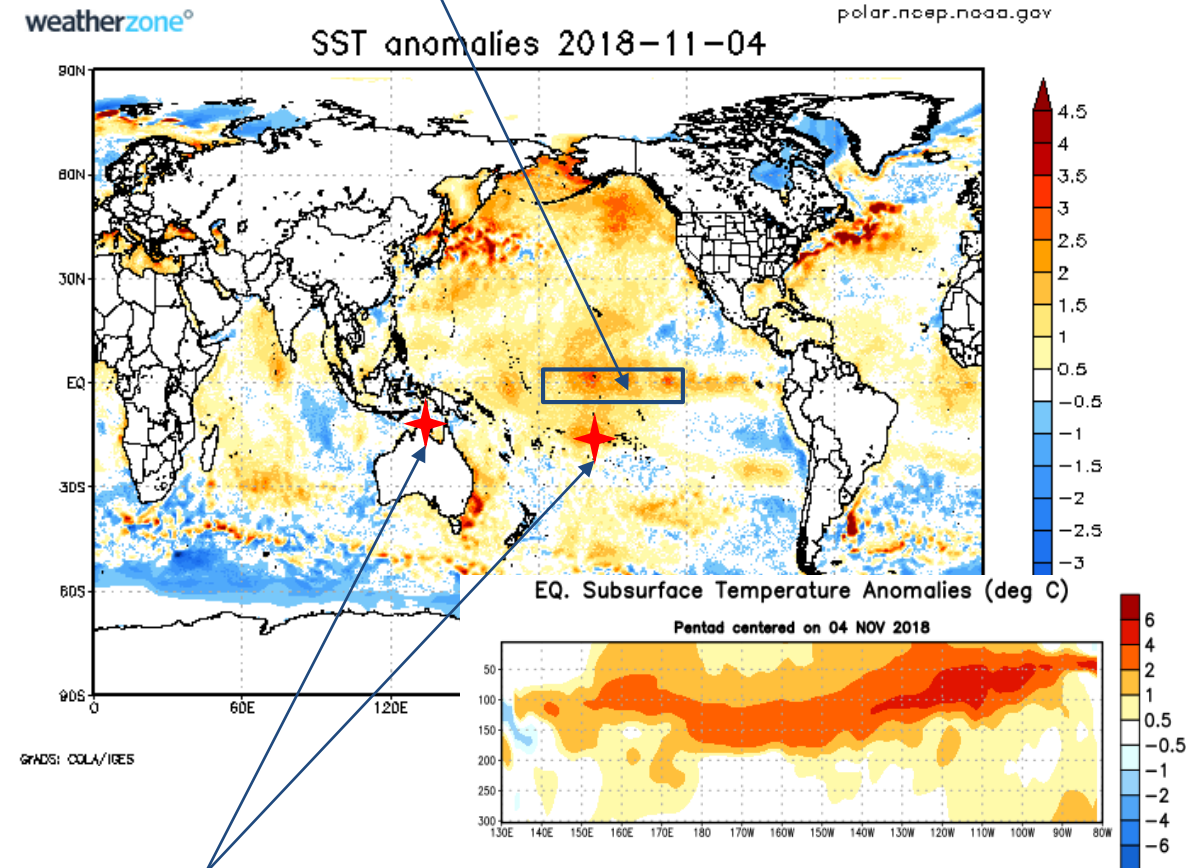 weatherzone°
polar.ncep.noaa.gov
SST anomalies 2018-11-04
90N
60N
30N
EQ
30S
60S
90S
0
60E
120E
4.5
4
3.5
3
2.5
2
1.5
1
0.5
-0.5
-1
-1.5
-2
-2.5
-3
GrADS: COLA/IGES
EQ. Subsurface Temperature Anomalies (deg C)
Pentad centered on 04 NOV 2018
50
100
150
200
250
300
130E 140E 150E 160E 170E 180 170W 160W 150W 140W 130W 120W 110W 100W 90W 80W
6
4
2
1
0.5
-0.5
-1
-2
-4
-6